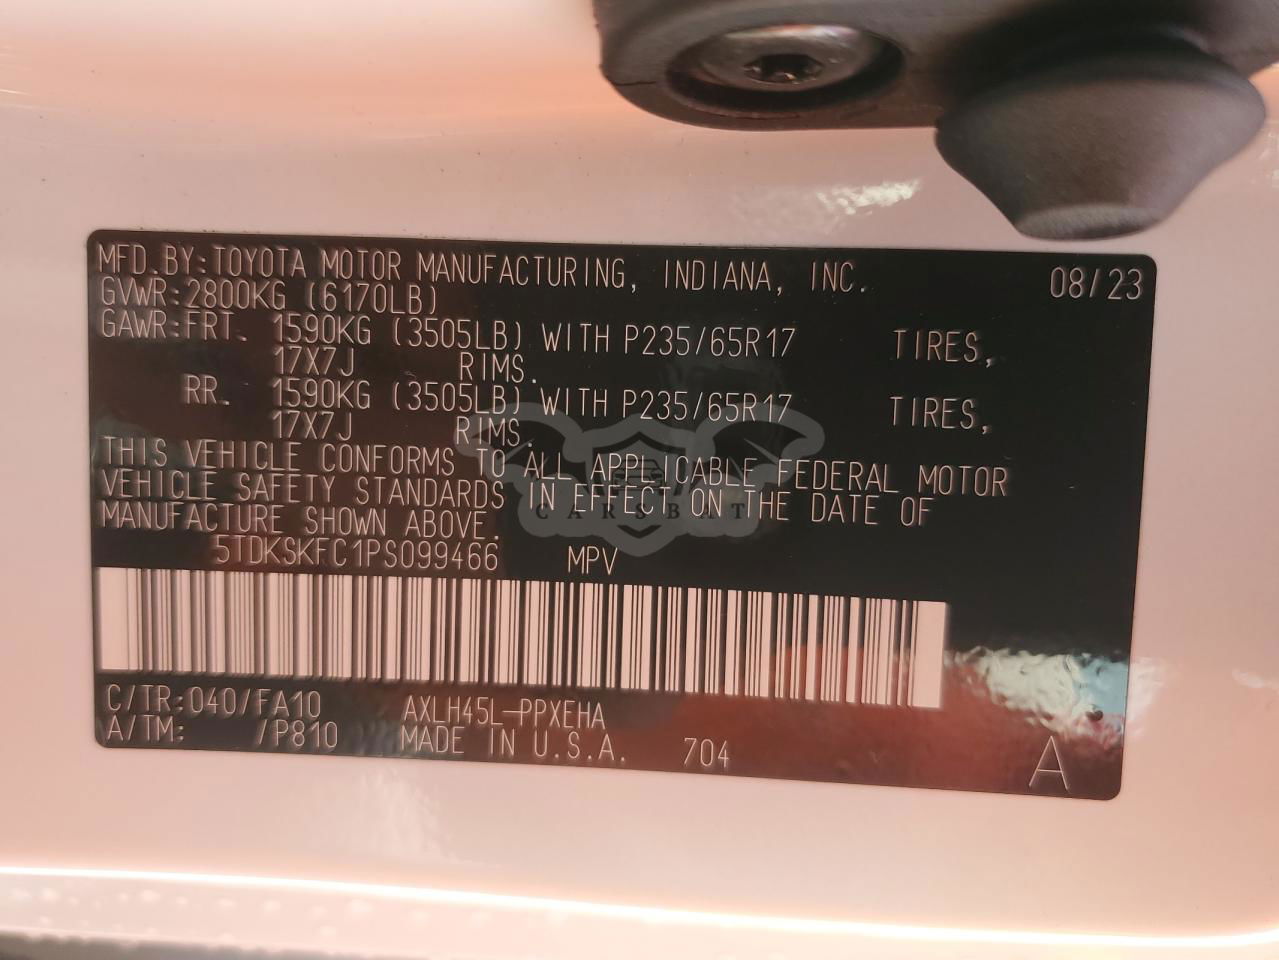 MFD.BY:TOYOTA MOTOR MANUFACTURING, INDIANA, INC. 08/23
GVWR:2800KG (6170LB)
GAWR:FRT. 1590KG (3505LB) WITH P235/65R17 TIRES,
17X7J RIMS.
RR. 1590KG (3505LB) WITH P235/65R17 TIRES,
17X7J RIMS.
THIS VEHICLE CONFORMS TO ALL APPLICABLE FEDERAL MOTOR
VEHICLE SAFETY STANDARDS IN EFFECT ON THE DATE OF
MANUFACTURE SHOWN ABOVE.
5TDKSKFC1PS099466 MPV
C/TR:040/FA10 AXLH45L-PPXEHA
A/TM: /P810 MADE IN U.S.A. 704 A
CARSBAT